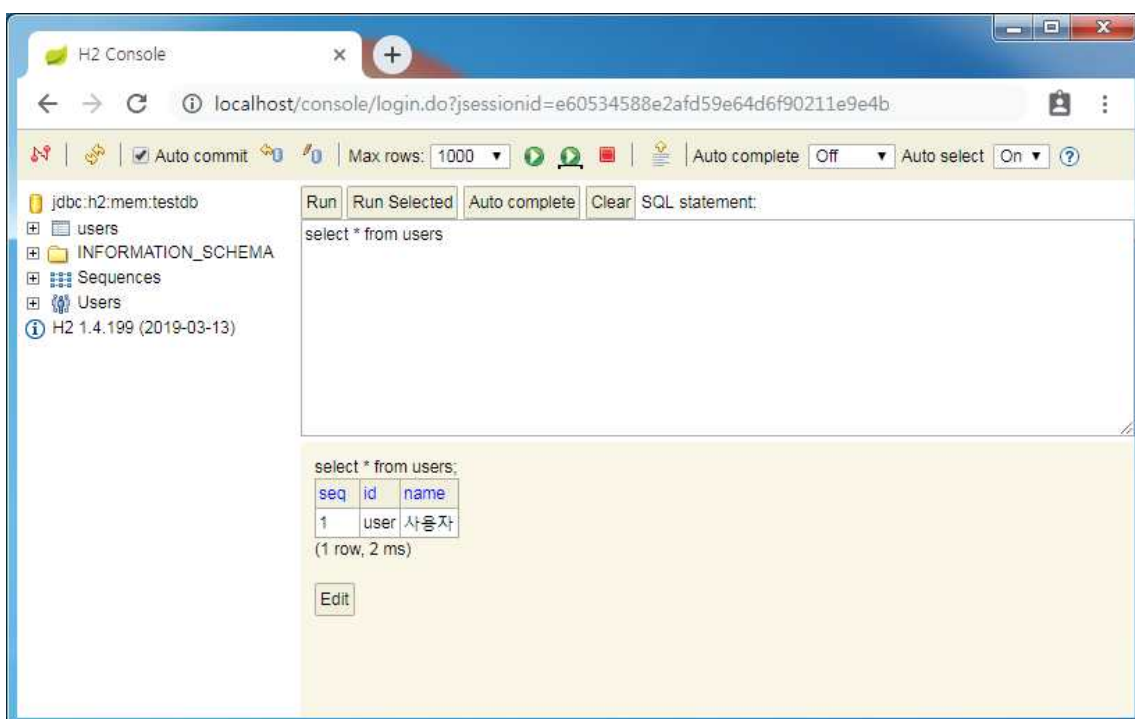 H2 Console
localhost/console/login.do?jsessionid=e60534588e2afd59e64d6f90211e9e4b
Auto commit Max rows: 1000 Auto complete Off Auto select On
jdbc:h2:mem:testdb
users
INFORMATION_SCHEMA
Sequences
Users
H2 1.4.199 (2019-03-13)
Run Run Selected Auto complete Clear SQL statement:
select * from users
select * from users;
seq id name
1 user 사용자
(1 row, 2 ms)
Edit